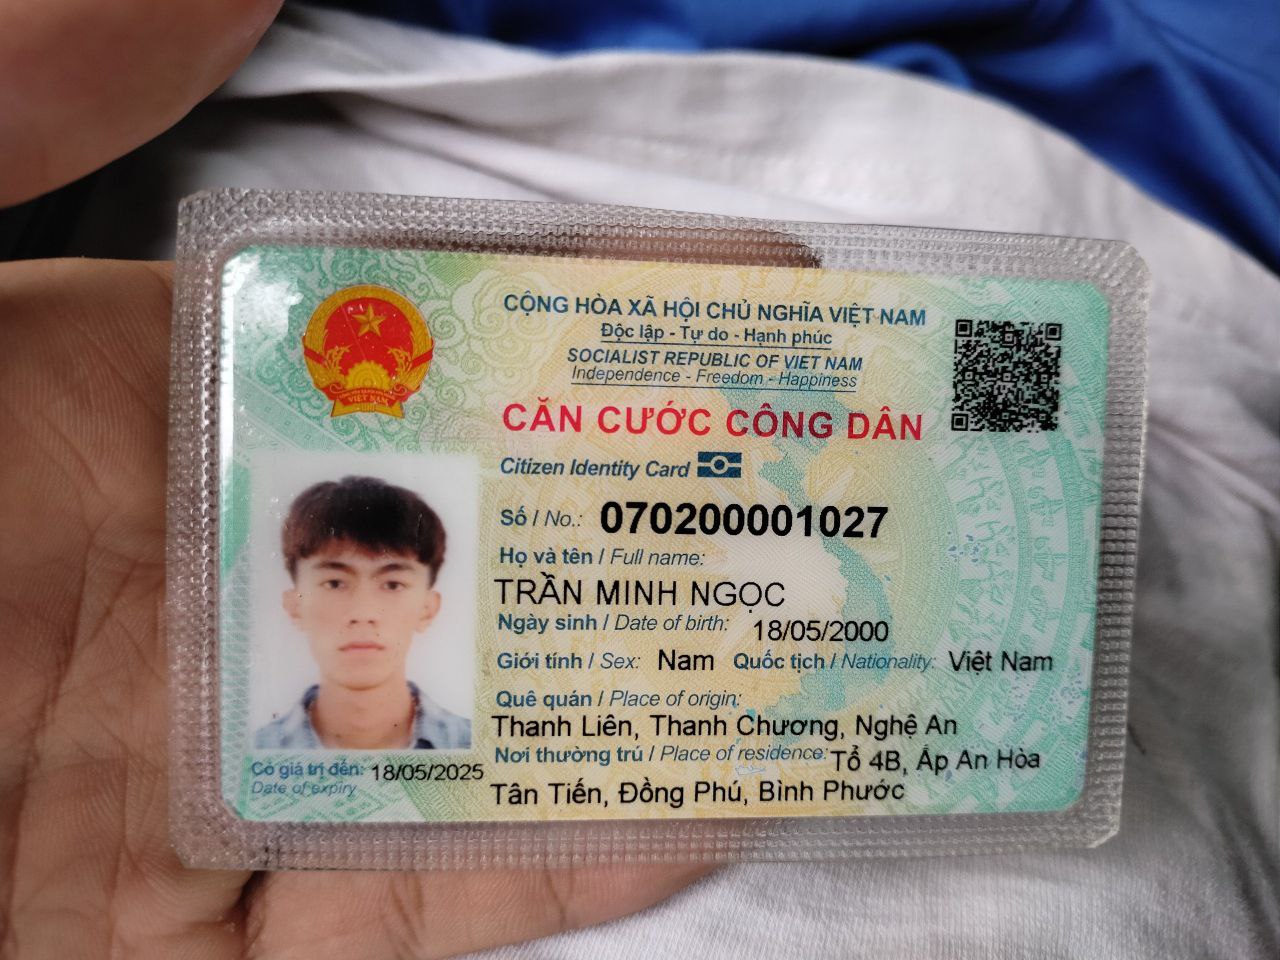 CỘNG HÒA XÃ HỘI CHỦ NGHĨA VIỆT NAM
Độc lập - Tự do - Hạnh phúc
SOCIALIST REPUBLIC OF VIET NAM
Independence - Freedom - Happiness
CĂN CƯỚC CÔNG DÂN
Citizen Identity Card
Số / No.: 070200001027
Họ và tên / Full name:
TRẦN MINH NGỌC
Ngày sinh / Date of birth: 18/05/2000
Giới tính / Sex: Nam Quốc tịch / Nationality: Việt Nam
Quê quán / Place of origin:
Thanh Liên, Thanh Chương, Nghệ An
Nơi thường trú / Place of residence: Tổ 4B, Ấp An Hòa
Tân Tiến, Đồng Phú, Bình Phước
Có giá trị đến: 18/05/2025
Date of expiry
VIỆT NAM